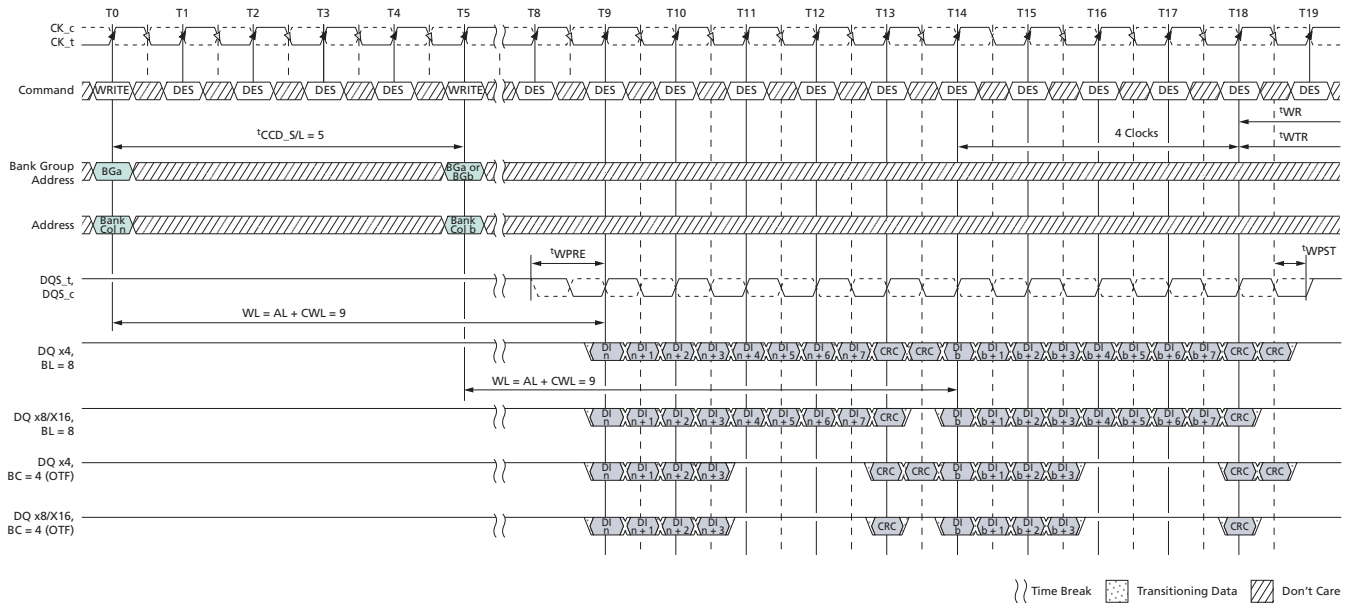 T0 T1 T2 T3 T4 T5 T8 T9 T10 T11 T12 T13 T14 T15 T16 T17 T18 T19
CK_c
CK_t
Command WRITE DES DES DES DES WRITE DES DES DES DES DES DES DES DES DES DES DES DES
tWR
tCCD_S/L = 5 4 Clocks tWTR
Bank Group
Address
BGa
BGa or
BGb
Address
Bank
Col n
Bank
Col b
tWPRE tWPST
DQS_t,
DQS_c
WL = AL + CWL = 9
DQ x4,
BL = 8
DI DI DI DI DI DI DI DI CRC CRC DI DI DI DI DI DI DI DI CRC CRC
n n + 1 n + 2 n + 3 n + 4 n + 5 n + 6 n + 7 b b + 1 b + 2 b + 3 b + 4 b + 5 b + 6 b + 7
WL = AL + CWL = 9
DQ x8/X16,
BL = 8
DI DI DI DI DI DI DI DI CRC DI DI DI DI DI DI DI DI CRC
n n + 1 n + 2 n + 3 n + 4 n + 5 n + 6 n + 7 b b + 1 b + 2 b + 3 b + 4 b + 5 b + 6 b + 7
DQ x4,
BC = 4 (OTF)
DI DI DI DI CRC CRC DI DI DI DI CRC CRC
n n + 1 n + 2 n + 3 b b + 1 b + 2 b + 3
DQ x8/X16,
BC = 4 (OTF)
DI DI DI DI CRC DI DI DI DI CRC
n n + 1 n + 2 n + 3 b b + 1 b + 2 b + 3
Time Break Transitioning Data Don't Care